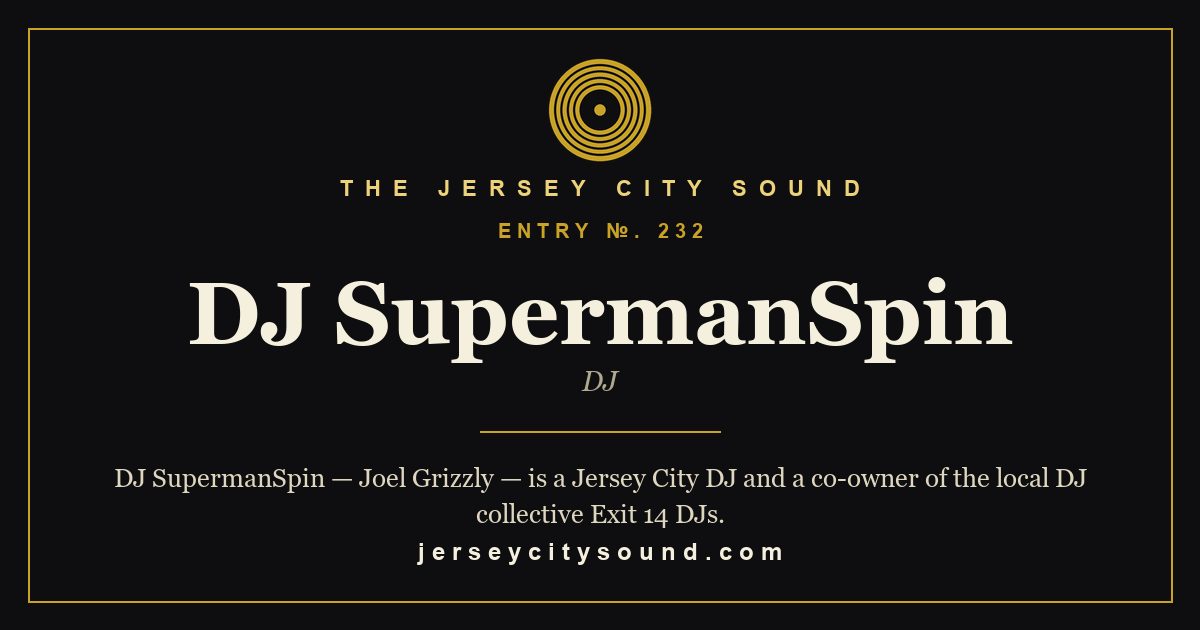 THE JERSEY CITY SOUND
ENTRY №. 232
DJ SupermanSpin
DJ
DJ SupermanSpin — Joel Grizzly — is a Jersey City DJ and a co-owner of the local DJ
collective Exit 14 DJs.
jerseycitysound.com